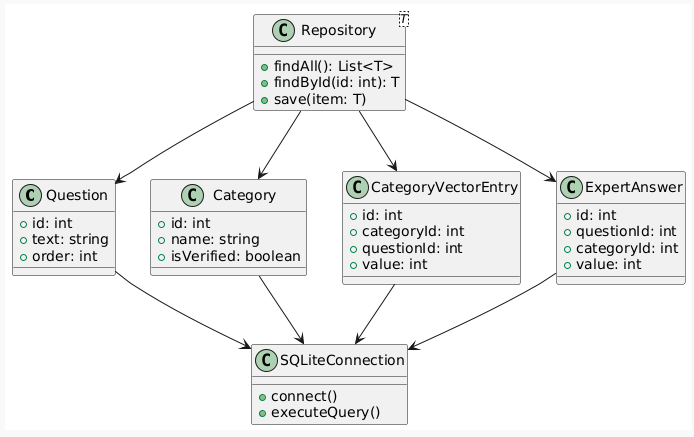 C Repository
T
findAll(): List<T>
findById(id: int): T
save(item: T)
C Question
id: int
text: string
order: int
C Category
id: int
name: string
isVerified: boolean
C CategoryVectorEntry
id: int
categoryId: int
questionId: int
value: int
C ExpertAnswer
id: int
questionId: int
categoryId: int
value: int
C SQLiteConnection
connect()
executeQuery()